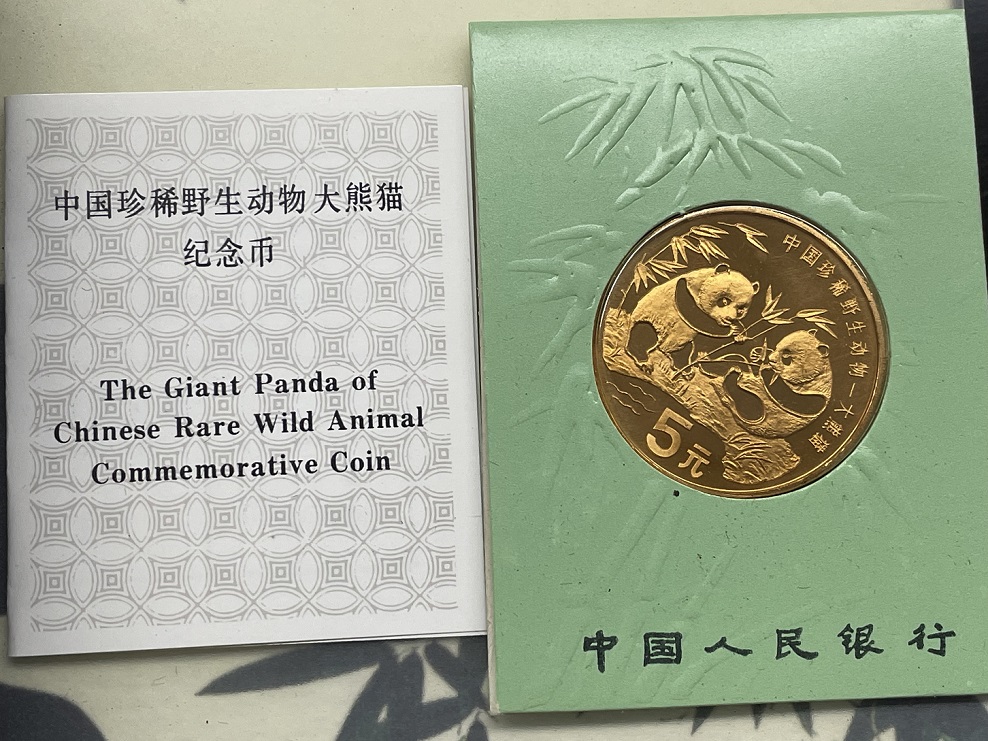 中国珍稀野生动物大熊猫
纪念币
The Giant Panda of
Chinese Rare Wild Animal
Commemorative Coin
中国珍稀野生动物—大熊猫
5元
中国人民银行